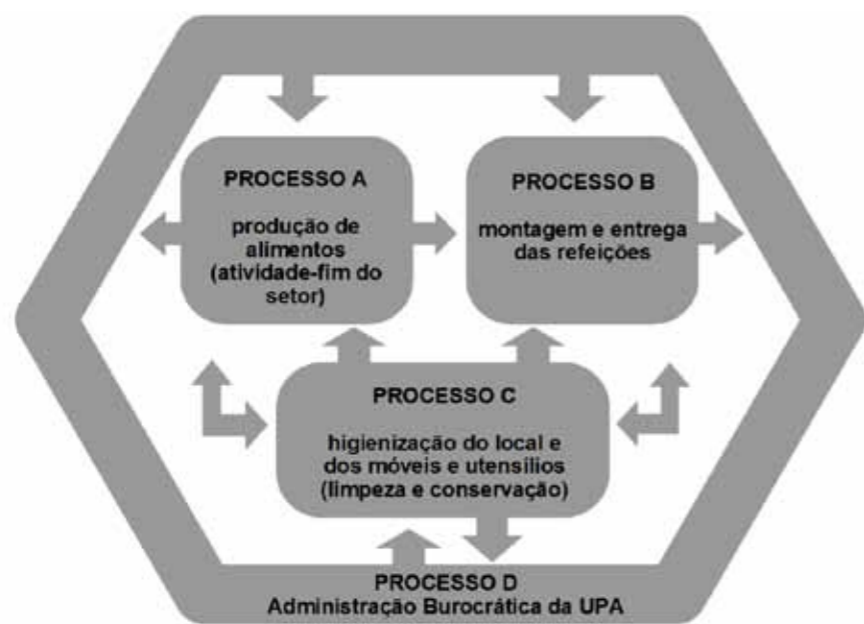 PROCESSO A
produção de
alimentos
(atividade-fim do
setor)
PROCESSO B
montagem e entrega
das refeições
PROCESSO C
higienização do local e
dos móveis e utensilios
(limpeza e conservação)
PROCESSO D
Administração Burocrática da UPA